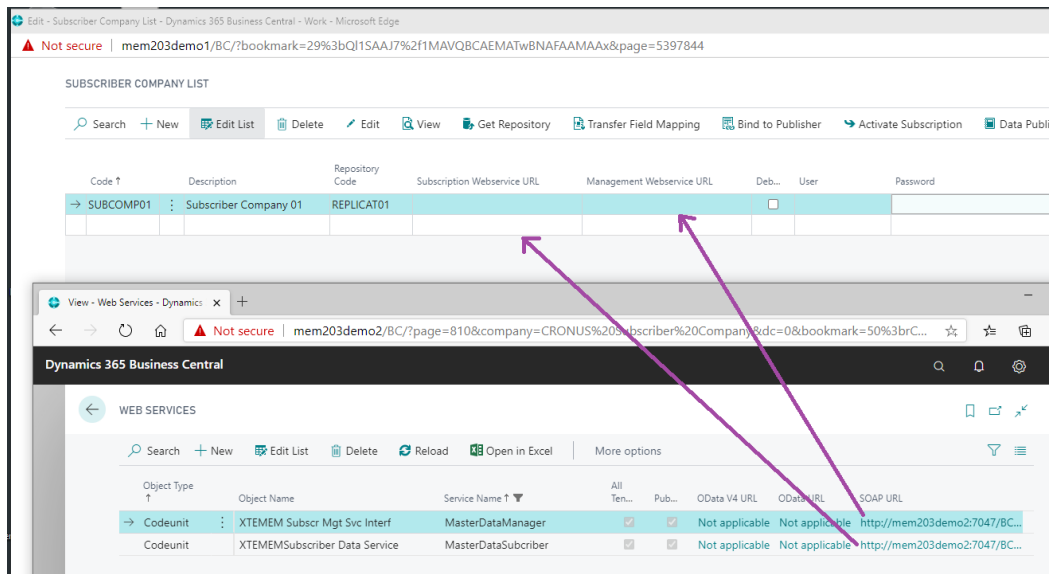 Edit - Subscriber Company List - Dynamics 365 Business Central - Work - Microsoft Edge
Not secure | mem203demo1/BC/?bookmark=29%3bQl1SAAJ7%2f1MAVQBCAEMATwBNAFAAMAAx&page=5397844
SUBSCRIBER COMPANY LIST
Search + New Edit List Delete Edit View Get Repository Transfer Field Mapping Bind to Publisher Activate Subscription Data Publi
Repository
Code ↑ Description Code Subscription Webservice URL Management Webservice URL Deb... User Password
→ SUBCOMP01 ⋮ Subscriber Company 01 REPLICAT01
View - Web Services - Dynamics × +
Not secure | mem203demo2/BC/?page=810&company=CRONUS%20Subscriber%20Company&dc=0&bookmark=50%3brC...
Dynamics 365 Business Central
WEB SERVICES
Search + New Edit List Delete Reload Open in Excel More options
Object Type All
↑ Object Name Service Name ↑ Ten... Pub... OData V4 URL OData URL SOAP URL
→ Codeunit ⋮ XTEMEM Subscr Mgt Svc Interf MasterDataManager Not applicable Not applicable http://mem203demo2:7047/BC...
Codeunit XTEMEMSubscriber Data Service MasterDataSubcriber Not applicable Not applicable http://mem203demo2:7047/BC...